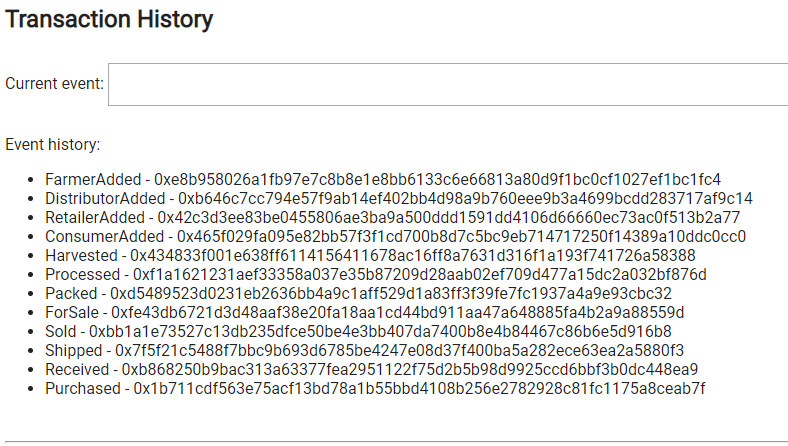 Transaction History
Current event:
Event history:
• FarmerAdded - 0xe8b958026a1fb97e7c8b8e1e8bb6133c6e66813a80d9f1bc0cf1027ef1bc1fc4
• DistributorAdded - 0xb646c7cc794e57f9ab14ef402bb4d98a9b760eee9b3a4699bcdd283717af9c14
• RetailerAdded - 0x42c3d3ee83be0455806ae3ba9a500ddd1591dd4106d66660ec73ac0f513b2a77
• ConsumerAdded - 0x465f029fa095e82bb57f3f1cd700b8d7c5bc9eb714717250f14389a10ddc0cc0
• Harvested - 0x434833f001e638ff6114156411678ac16ff8a7631d316f1a193f741726a58388
• Processed - 0xf1a1621231aef33358a037e35b87209d28aab02ef709d477a15dc2a032bf876d
• Packed - 0xd5489523d0231eb2636bb4a9c1aff529d1a83ff3f39fe7fc1937a4a9e93cbc32
• ForSale - 0xfe43db6721d3d48aaf38e20fa18aa1cd44bd911aa47a648885fa4b2a9a88559d
• Sold - 0xbb1a1e73527c13db235dfce50be4e3bb407da7400b8e4b84467c86b6e5d916b8
• Shipped - 0x7f5f21c5488f7bbc9b693d6785be4247e08d37f400ba5a282ece63ea2a5880f3
• Received - 0xb868250b9bac313a63377fea2951122f75d2b5b98d9925ccd6bbf3b0dc448ea9
• Purchased - 0x1b711cdf563e75acf13bd78a1b55bbd4108b256e2782928c81fc1175a8ceab7f